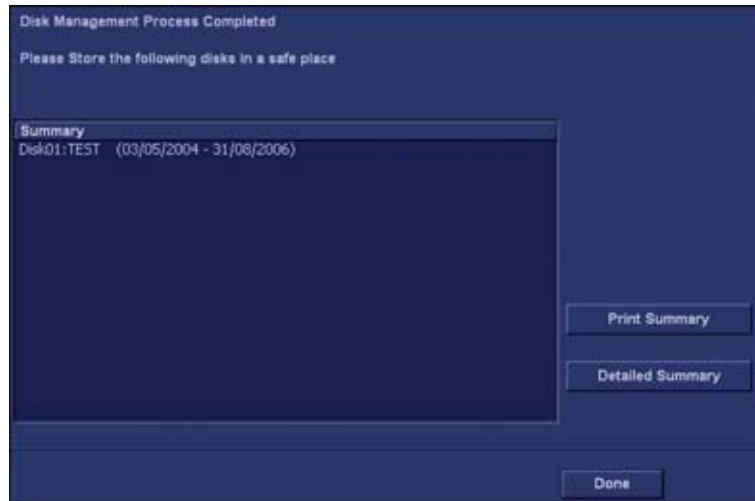 Disk Management Process Completed
Please Store the following disks in a safe place
Summary
Disk01:TEST (03/05/2004 - 31/08/2006)
Print Summary
Detailed Summary
Done